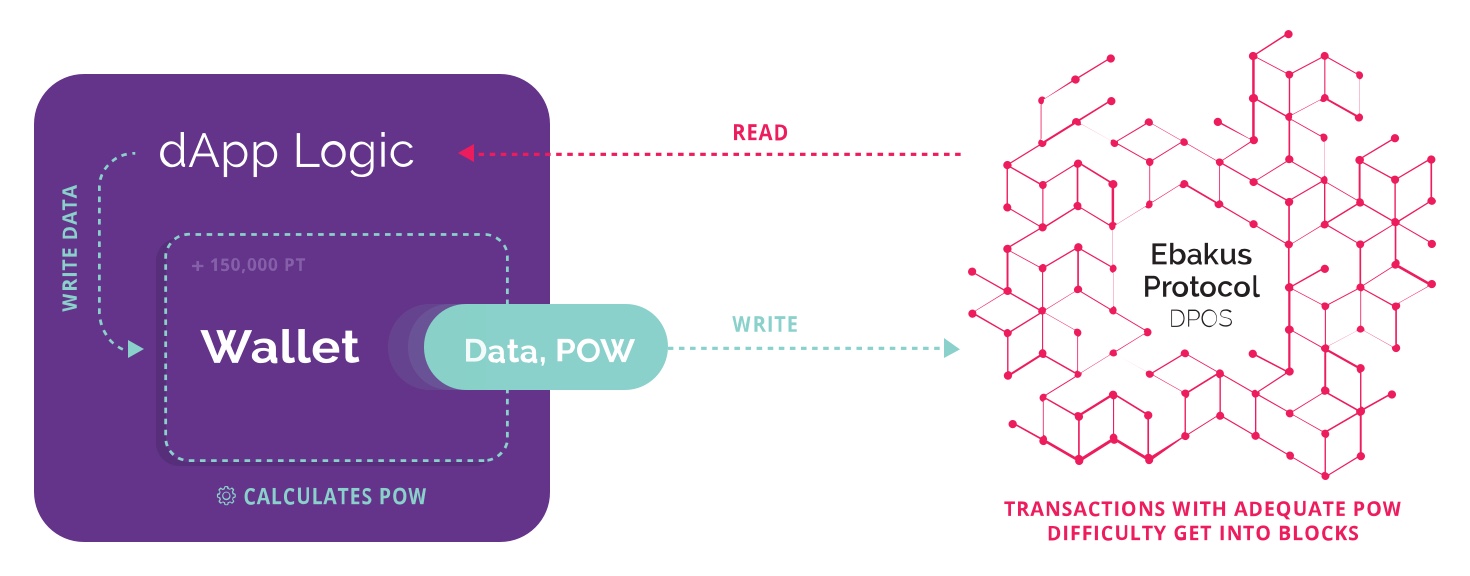 dApp Logic
WRITE DATA
+ 150,000 PT
Wallet
Data, POW
CALCULATES POW
READ
WRITE
Ebakus
Protocol
DPOS
TRANSACTIONS WITH ADEQUATE POW
DIFFICULTY GET INTO BLOCKS